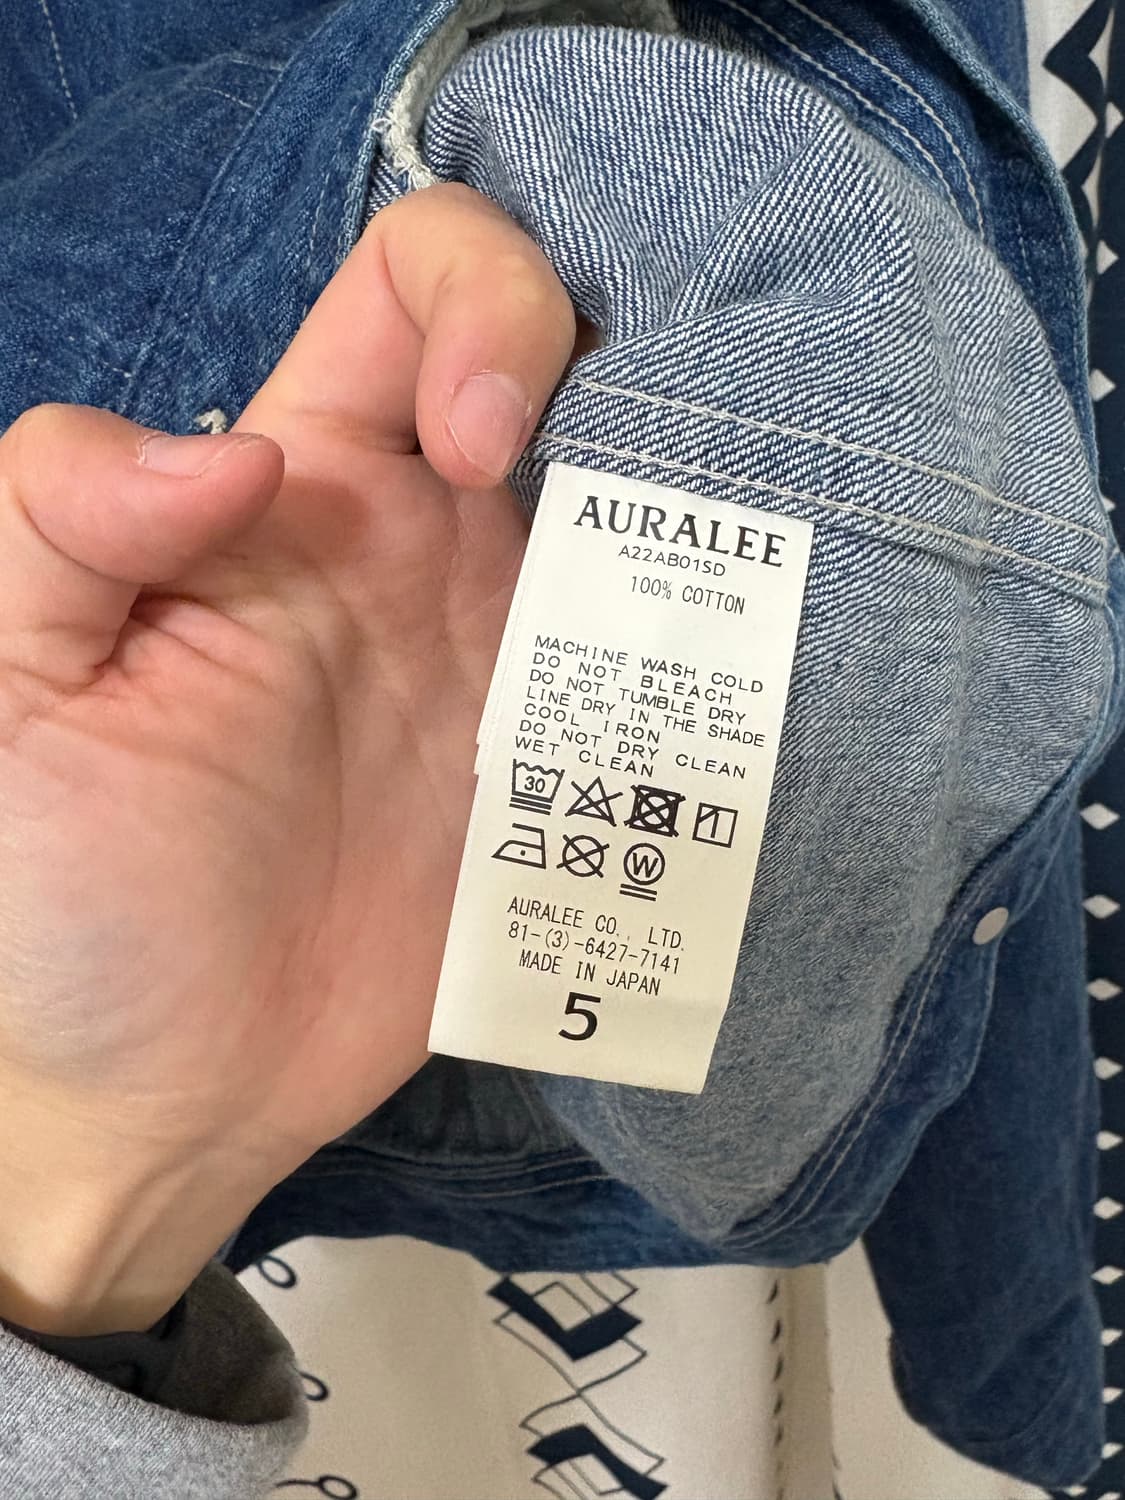 AURALEE
A22AB01SD
100% COTTON
MACHINE WASH COLD
DO NOT BLEACH
DO NOT TUMBLE DRY
LINE DRY IN THE SHADE
COOL IRON
DO NOT DRY CLEAN
WET CLEAN
30
W
AURALEE CO., LTD.
81-(3)-6427-7141
MADE IN JAPAN
5